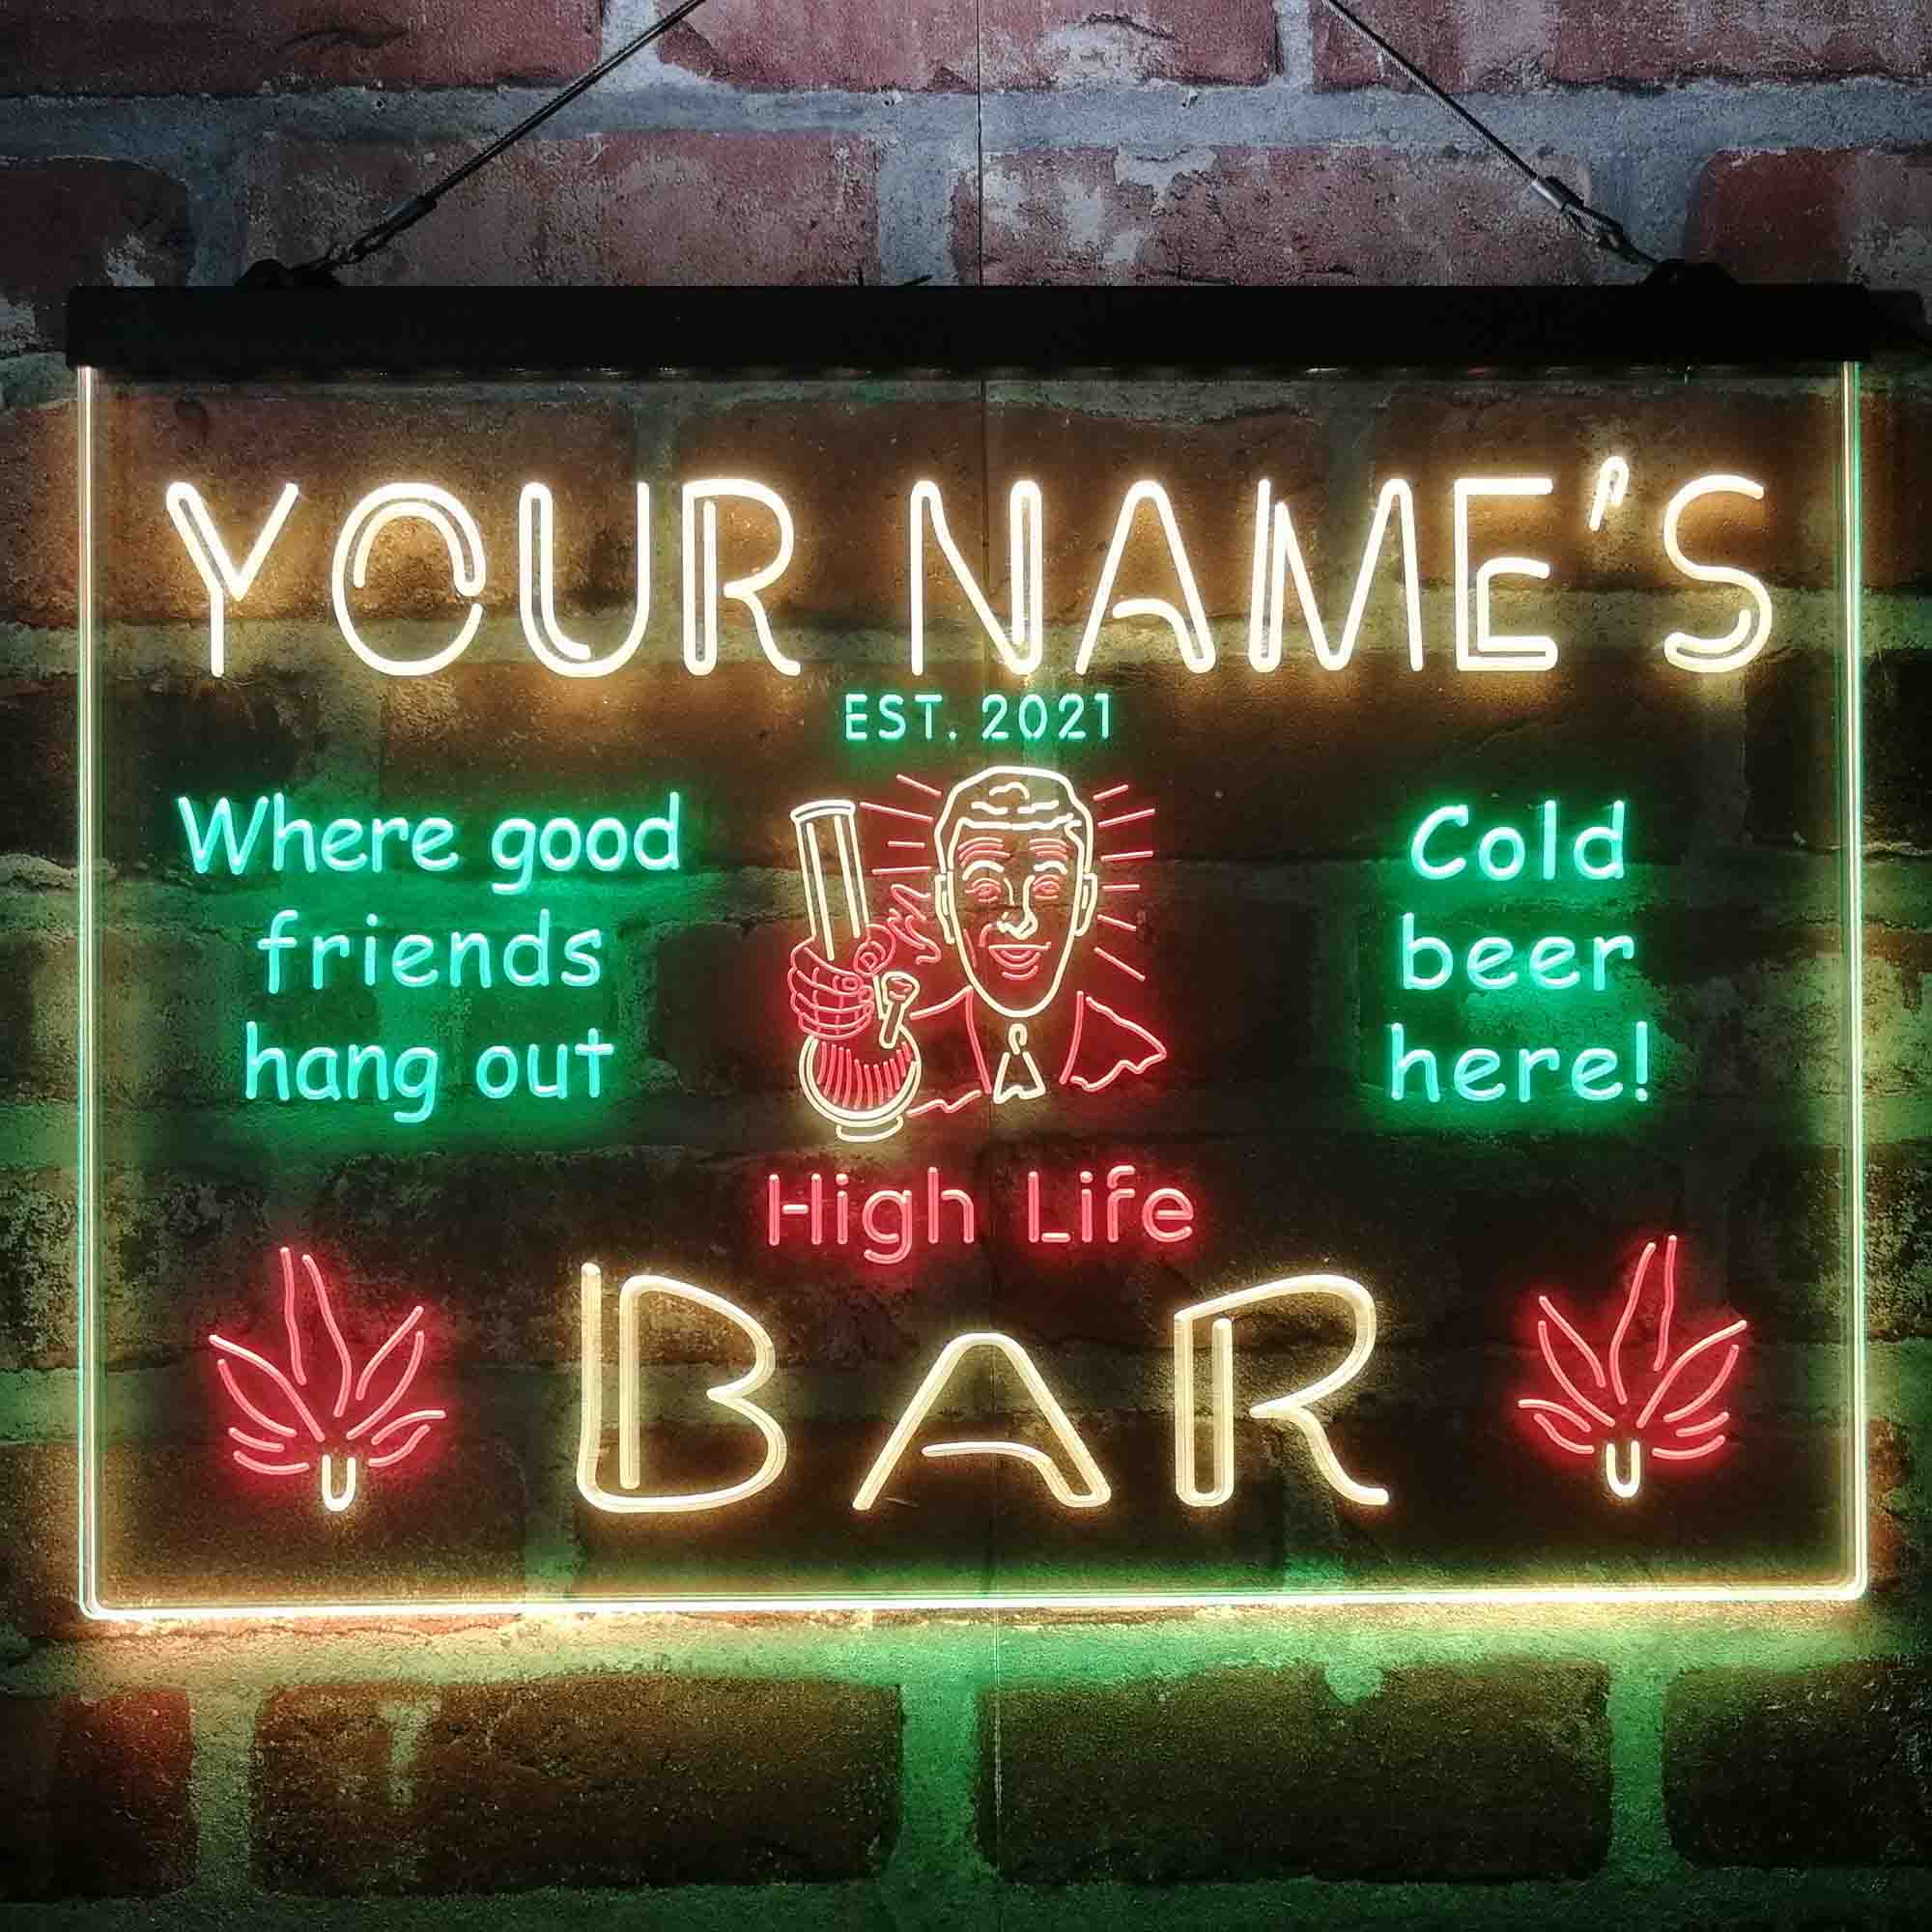 YOUR NAME'S
EST. 2021
Where good
friends
hang out
Cold
beer
here!
High Life
BAR